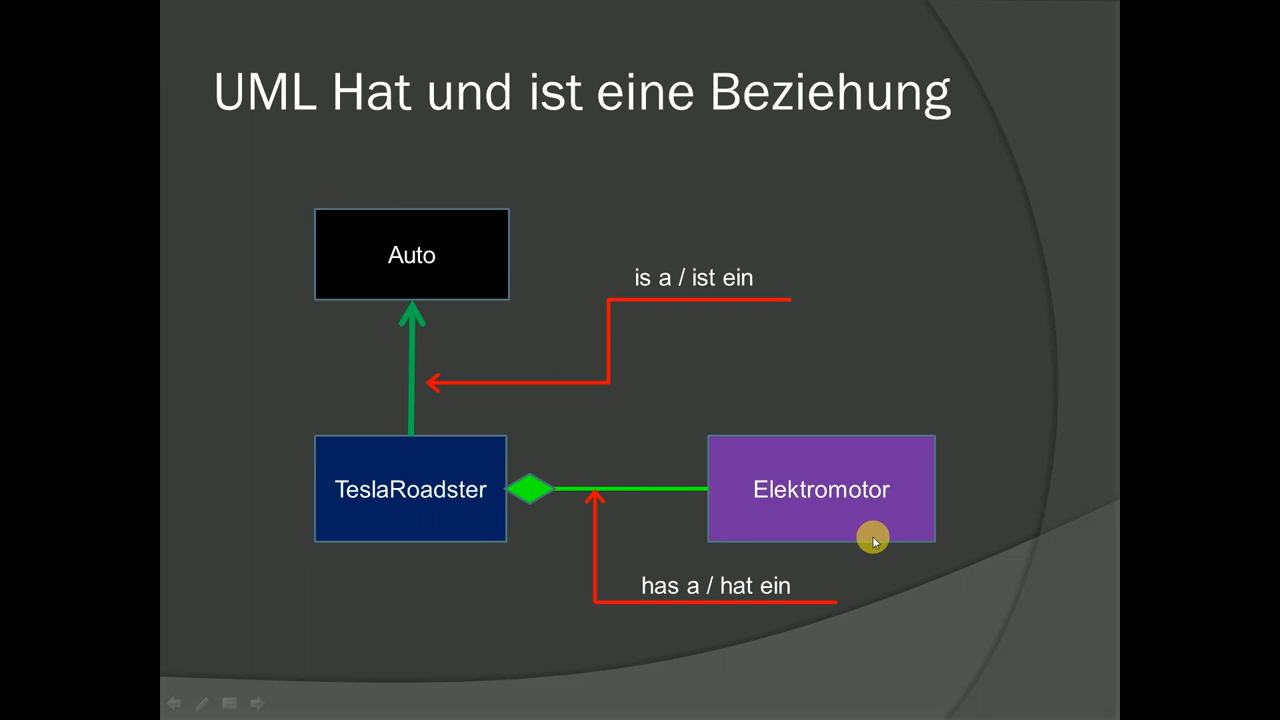 UML Hat und ist eine Beziehung
Auto
is a / ist ein
TeslaRoadster
Elektromotor
has a / hat ein